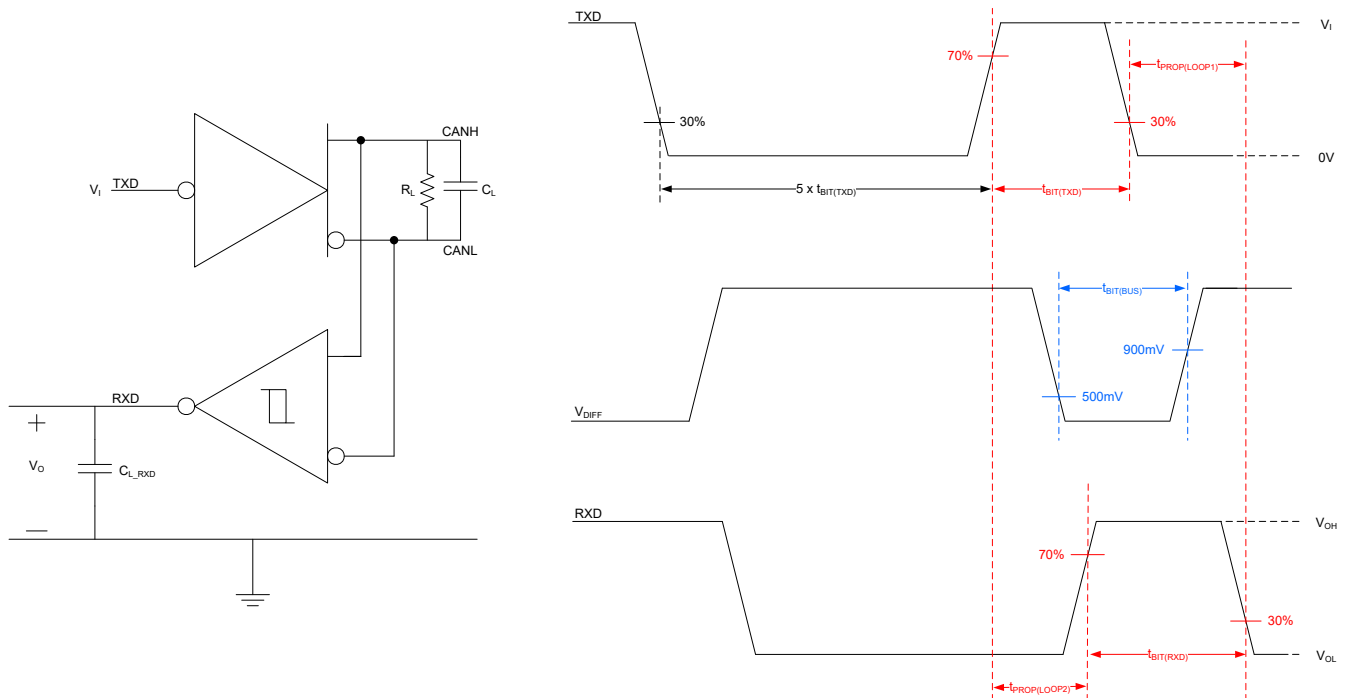 V_I TXD
CANH
R_L
C_L
CANL
RXD
+
V_O
—
C_L_RXD
TXD
V_I
70%
t_PROP(LOOP1)
30%
30%
0V
5 x t_BIT(TXD)
t_BIT(TXD)
t_BIT(BUS)
900mV
500mV
V_DIFF
RXD
V_OH
70%
30%
t_BIT(RXD)
V_OL
t_PROP(LOOP2)